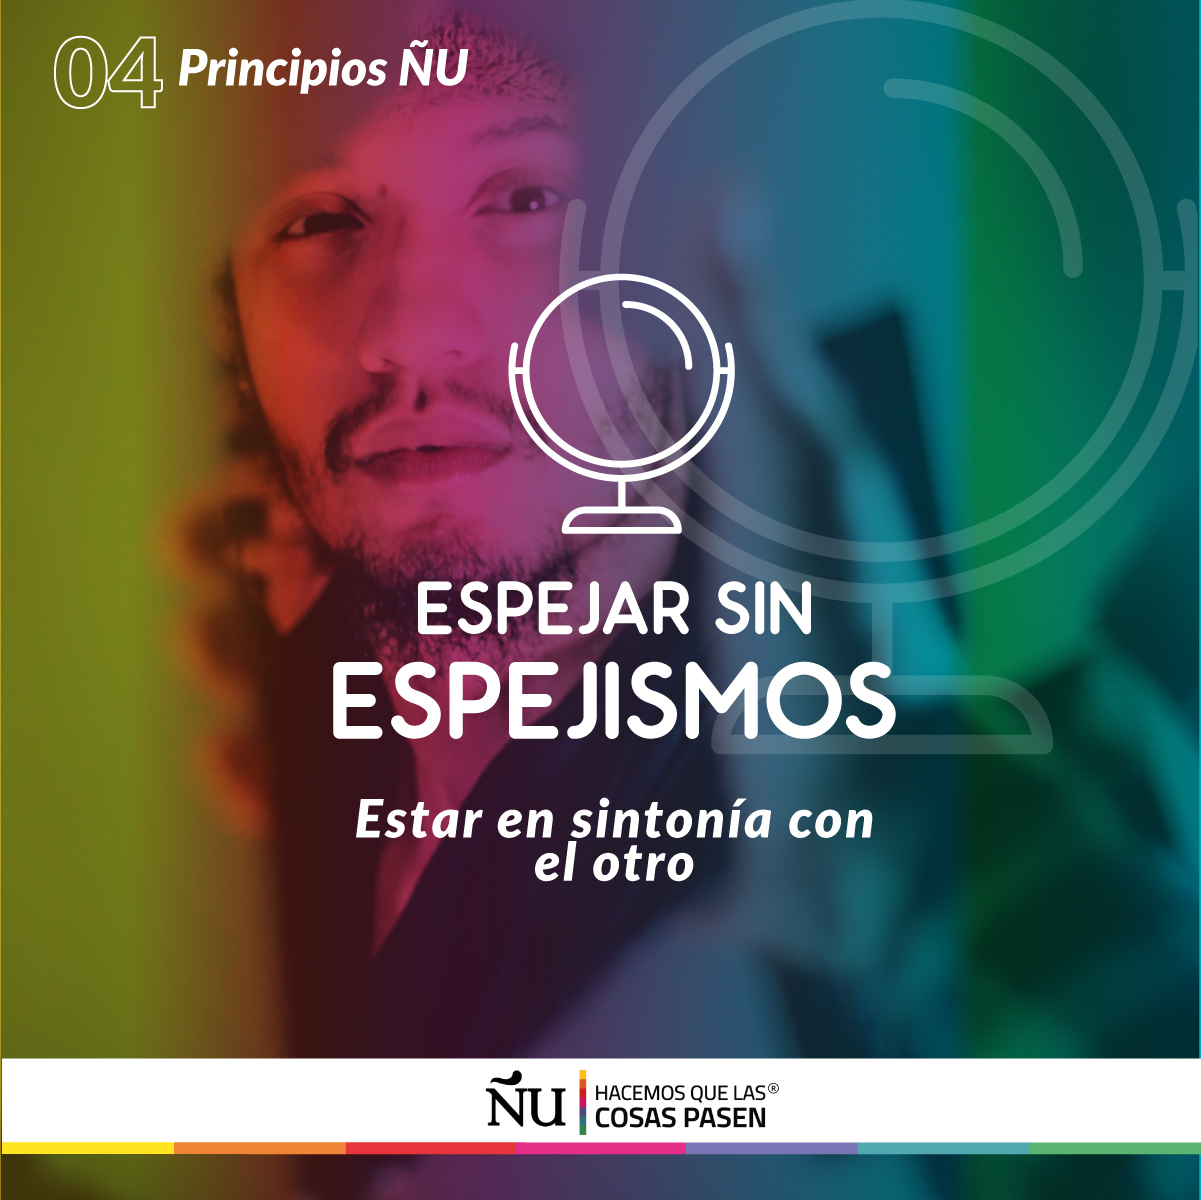 04 Principios ÑU
ESPEJAR SIN
ESPEJISMOS
Estar en sintonía con
el otro
ÑU HACEMOS QUE LAS®
COSAS PASEN